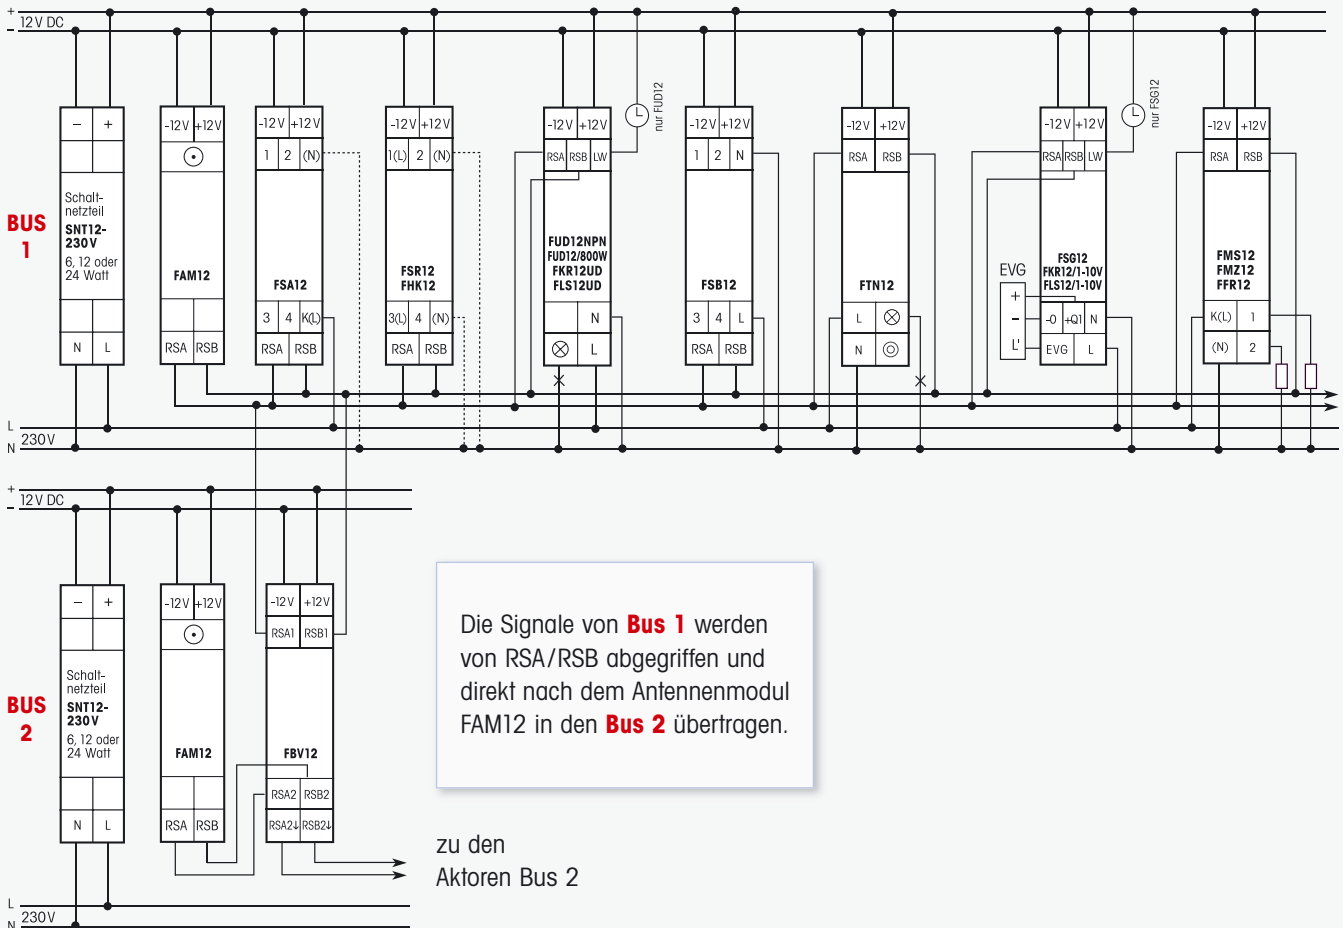 +
12V DC
–
– +
Schalt-
netzteil
SNT12-
230V
6, 12 oder
24 Watt
N L
BUS
1
-12V +12V
FAM12
RSA RSB
-12V +12V
1 2 (N)
FSA12
3 4 K(L)
RSA RSB
-12V +12V
1(L) 2 (N)
FSR12
FHK12
3(L) 4 (N)
RSA RSB
-12V +12V
RSA RSB LW
nur FUD12
FUD12NPN
FUD12/800W
FKR12UD
FLS12UD
N
L
-12V +12V
1 2 N
FSB12
3 4 L
RSA RSB
-12V +12V
RSA RSB
FTN12
L
N
-12V +12V
RSA RSB LW
nur FSG12
FSG12
FKR12/1-10V
FLS12/1-10V
EVG
+
–
L'
-0 +Q1 N
EVG L
-12V +12V
RSA RSB
FMS12
FMZ12
FFR12
K(L) 1
(N) 2
L
230V
N
+
12V DC
–
– +
Schalt-
netzteil
SNT12-
230V
6, 12 oder
24 Watt
N L
BUS
2
-12V +12V
FAM12
RSA RSB
-12V +12V
RSA1 RSB1
FBV12
RSA2 RSB2
RSA2↓ RSB2↓
Die Signale von Bus 1 werden
von RSA/RSB abgegriffen und
direkt nach dem Antennenmodul
FAM12 in den Bus 2 übertragen.
zu den
Aktoren Bus 2
L
230V
N